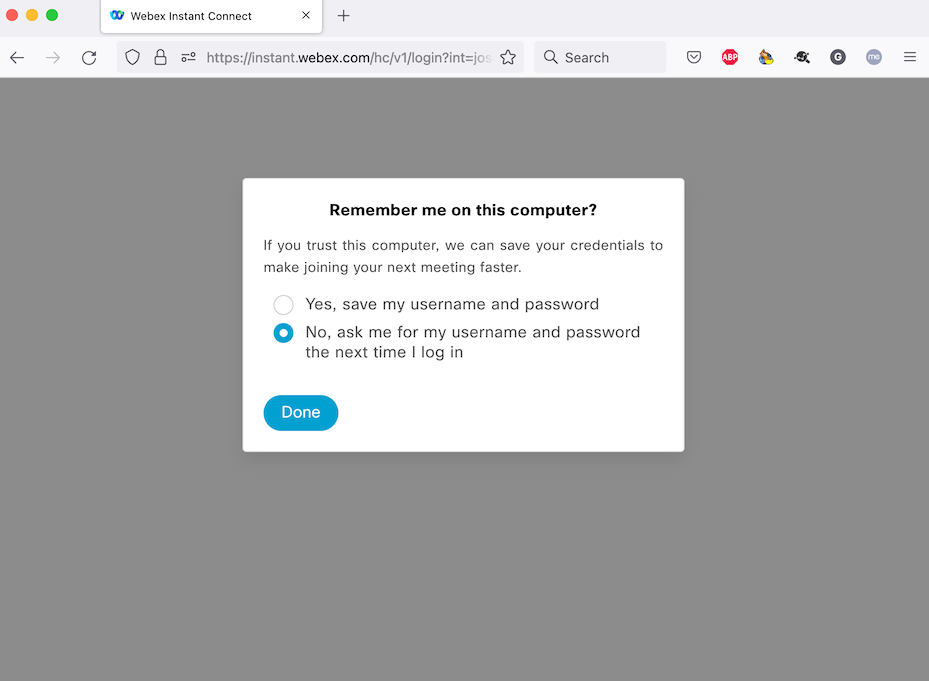 Webex Instant Connect
https://instant.webex.com/hc/v1/login?int=jos
Search
ABP
G
me
Remember me on this computer?
If you trust this computer, we can save your credentials to
make joining your next meeting faster.
Yes, save my username and password
No, ask me for my username and password
the next time I log in
Done